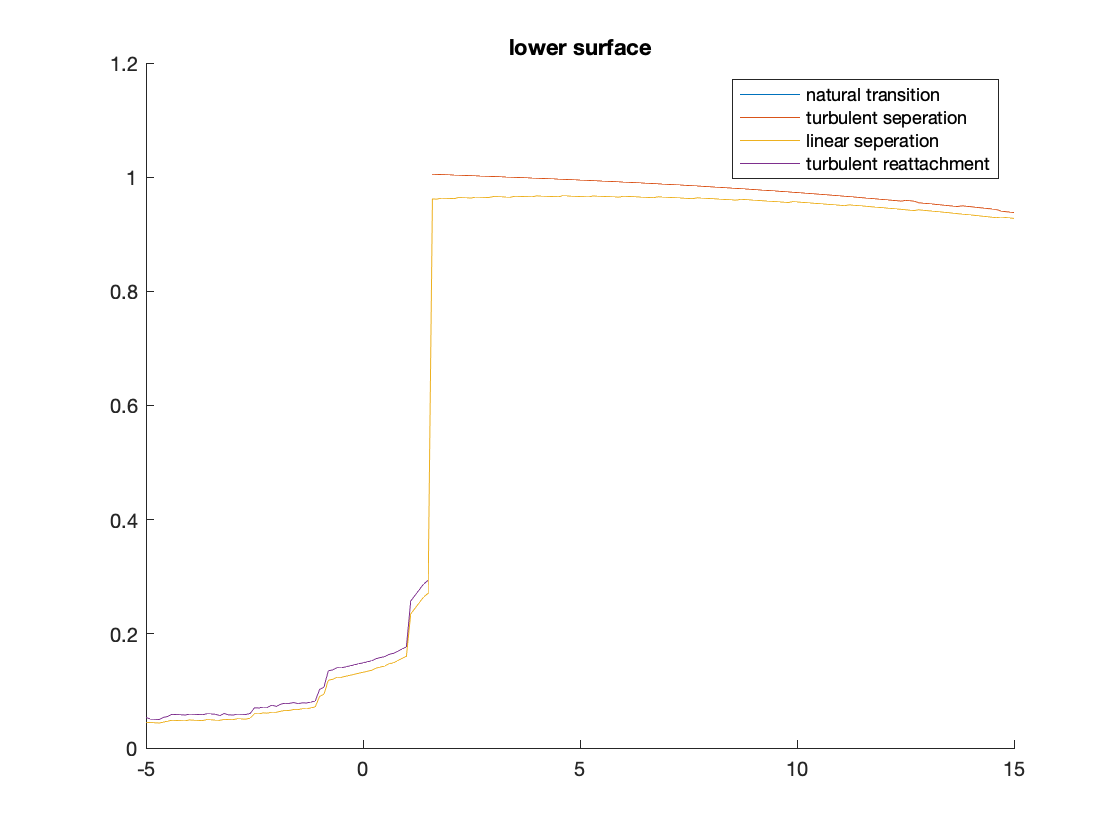 lower surface
1.2
natural transition
turbulent seperation
linear seperation
turbulent reattachment
1
0.8
0.6
0.4
0.2
0
-5
0
5
10
15